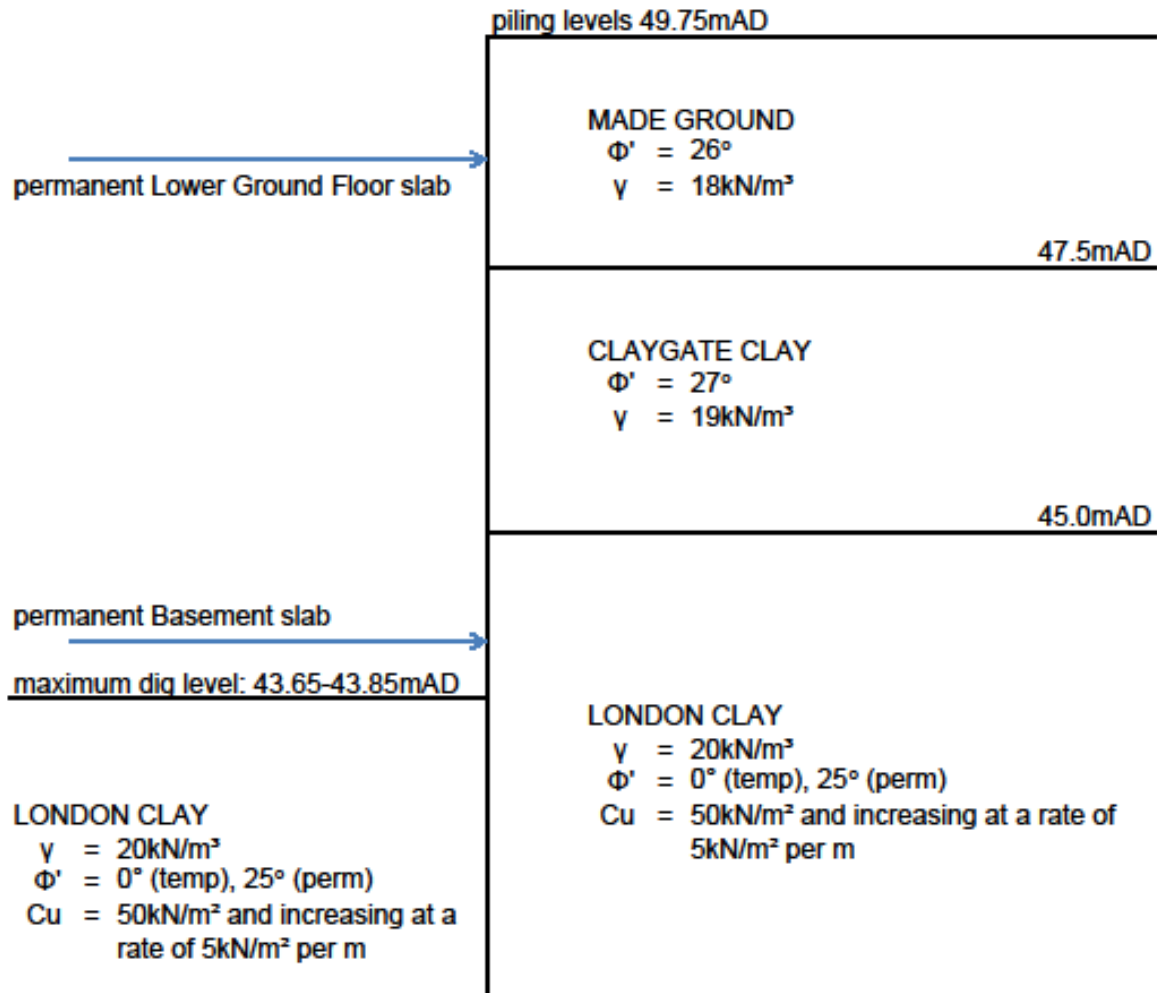 piling levels 49.75mAD
MADE GROUND
Φ' = 26°
γ = 18kN/m³
permanent Lower Ground Floor slab
47.5mAD
CLAYGATE CLAY
Φ' = 27°
γ = 19kN/m³
45.0mAD
permanent Basement slab
maximum dig level: 43.65-43.85mAD
LONDON CLAY
γ = 20kN/m³
Φ' = 0° (temp), 25° (perm)
Cu = 50kN/m² and increasing at a rate of
5kN/m² per m
LONDON CLAY
γ = 20kN/m³
Φ' = 0° (temp), 25° (perm)
Cu = 50kN/m² and increasing at a
rate of 5kN/m² per m